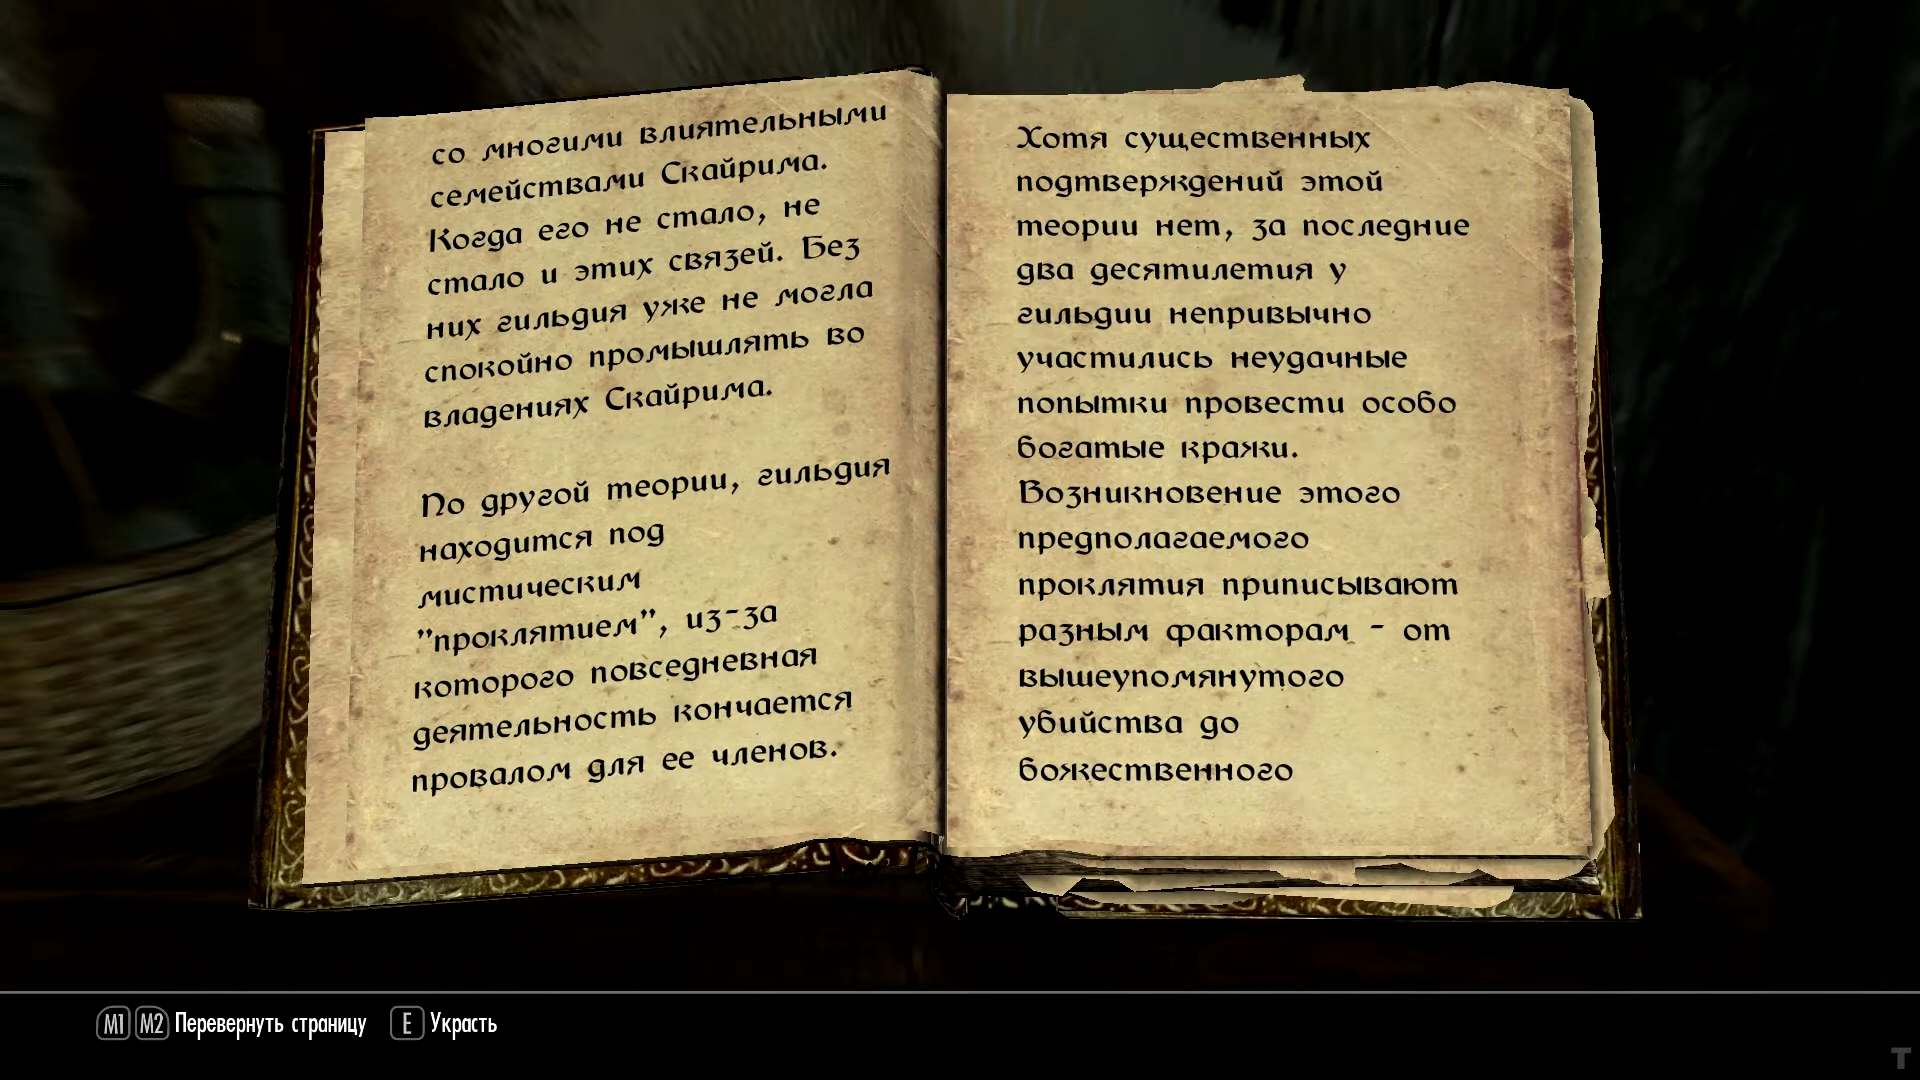 со многими влиятельными
семействами Скайрима.
Когда его не стало, не
стало и этих связей. Без
них гильдия уже не могла
спокойно промышлять во
владениях Скайрима.
По другой теории, гильдия
находится под
мистическим
"проклятием", из-за
которого повседневная
деятельность кончается
провалом для ее членов.
Хотя существенных
подтверждений этой
теории нет, за последние
два десятилетия у
гильдии непривычно
участились неудачные
попытки провести особо
богатые кражи.
Возникновение этого
предполагаемого
проклятия приписывают
разным факторам - от
вышеупомянутого
убийства до
божественного
M1 M2 Перевернуть страницу E Украсть
T